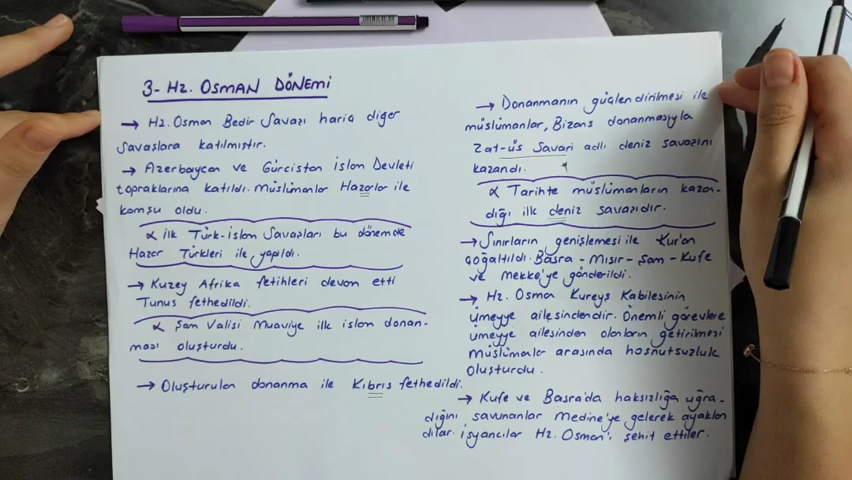 3- Hz. OSMAN DÖNEMİ
→ Hz. Osman Bedir Savaşı hariç diğer
savaşlara katılmıştır.
→ Azerbaycan ve Gürcistan İslam Devleti
topraklarına katıldı. Müslümanlar Hazarlar ile
komşu oldu.
α İlk Türk-İslam Savaşları bu dönemde
Hazar Türkleri ile yapıldı.
→ Kuzey Afrika fetihleri devam etti
Tunus fethedildi.
α Şam Valisi Muaviye ilk islam donan-
ması oluşturdu.
→ Oluşturulan donanma ile Kıbrıs fethedildi.
→ Donanmanın güçlendirilmesi ile
müslümanlar, Bizans donanmasıyla
Zat-üs Savari adlı deniz savaşını
kazandı. *
α Tarihte müslümanların kazan-
dığı ilk deniz savaşıdır.
→ Sınırların genişlemesi ile Kur'an
çoğaltıldı. Basra - Mısır - Şam - Kufe
ve Mekke'ye gönderildi.
→ Hz. Osman Kureyş Kabilesinin
Ümeyye ailesindendir. Önemli görevlere
Ümeyye ailesinden olanların getirilmesi
Müslümalar arasında hoşnutsuzluk
oluşturdu.
→ Kufe ve Basra'da haksızlığa uğra-
dığını savunanlar Medine'ye gelerek ayaklan
dılar. İsyancılar Hz. Osman'ı şehit ettiler.